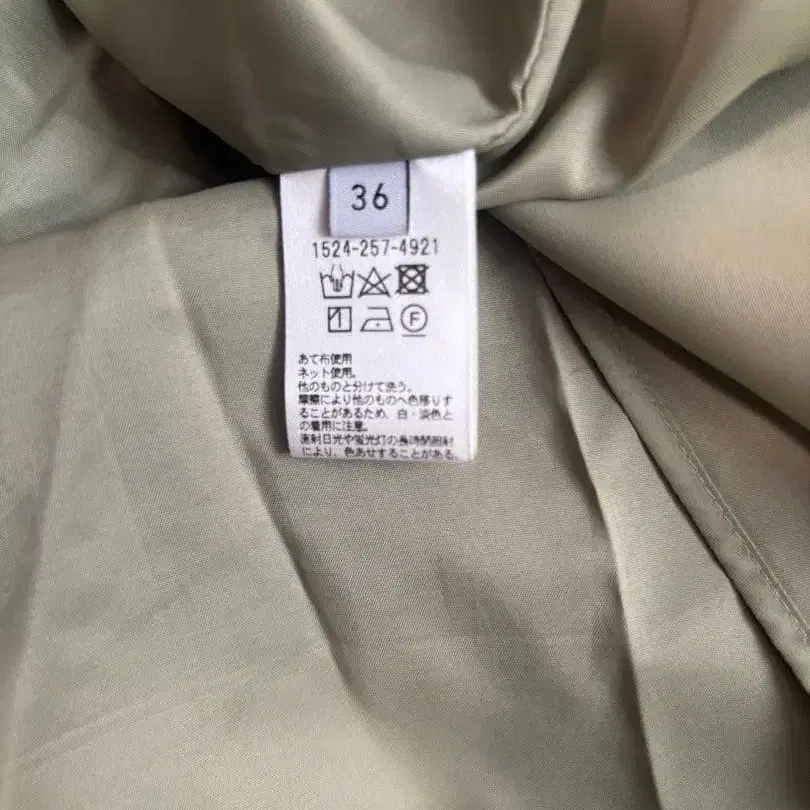 36
1524-257-4921
F
あて布使用
ネット使用。
他のものと分けて洗う。
摩擦により他のものへ色移りす
ることがあるため、白・淡色と
の着用に注意。
直射日光や蛍光灯の長時間照射
により、色あせすることがある